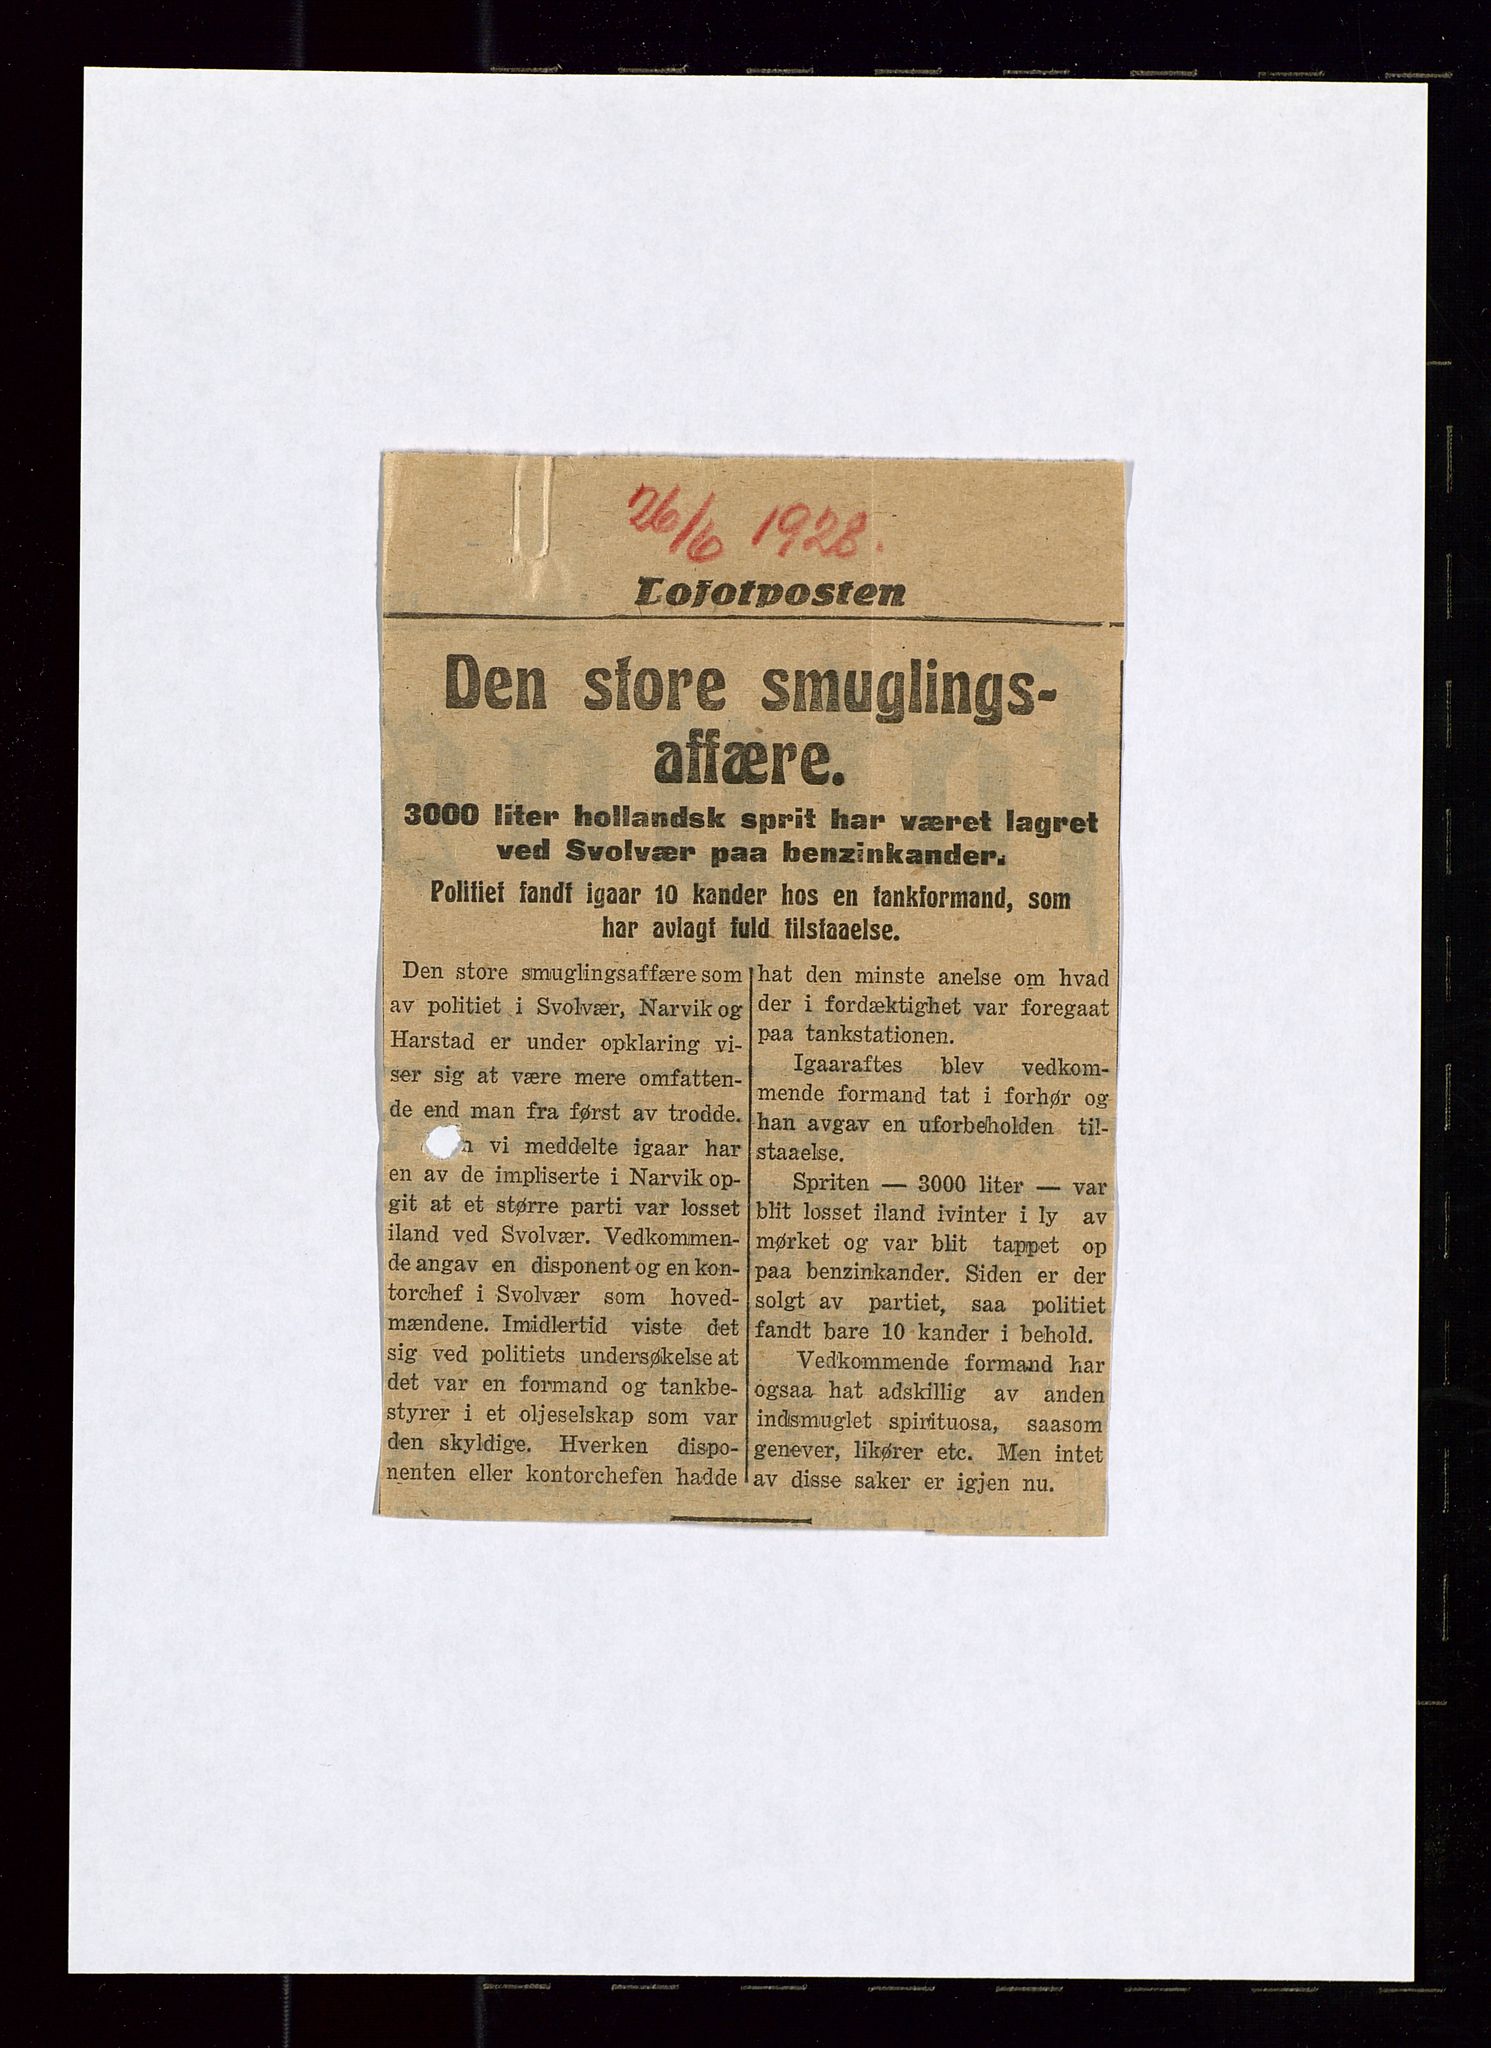 26/6 1928.
Lofotposten
Den store smuglings-
affære.
3000 liter hollandsk sprit har været lagret
ved Svolvær paa benzinkander.
Politiet fandt igaar 10 kander hos en tankformand, som
har avlagt fuld tilstaaelse.
Den store smuglingsaffære som
av politiet i Svolvær, Narvik og
Harstad er under opklaring vi-
ser sig at være mere omfatten-
de end man fra først av trodde.
vi meddelte igaar har
en av de impliserte i Narvik op-
git at et større parti var losset
iland ved Svolvær. Vedkommen-
de angav en disponent og en kon-
torchef i Svolvær som hoved-
mændene. Imidlertid viste det
sig ved politiets undersøkelse at
det var en formand og tankbe-
styrer i et oljeselskap som var
den skyldige. Hverken dispo-
nenten eller kontorchefen hadde
hat den minste anelse om hvad
der i fordæktighet var foregaat
paa tankstationen.
Igaaraftes blev vedkom-
mende formand tat i forhør og
han avgav en uforbeholden til-
staaelse.
Spriten — 3000 liter — var
blit losset iland ivinter i ly av
mørket og var blit tappet op
paa benzinkander. Siden er der
solgt av partiet, saa politiet
fandt bare 10 kander i behold.
Vedkommende formand har
ogsaa hat adskillig av anden
indsmuglet spirituosa, saasom
genever, likører etc. Men intet
av disse saker er igjen nu.